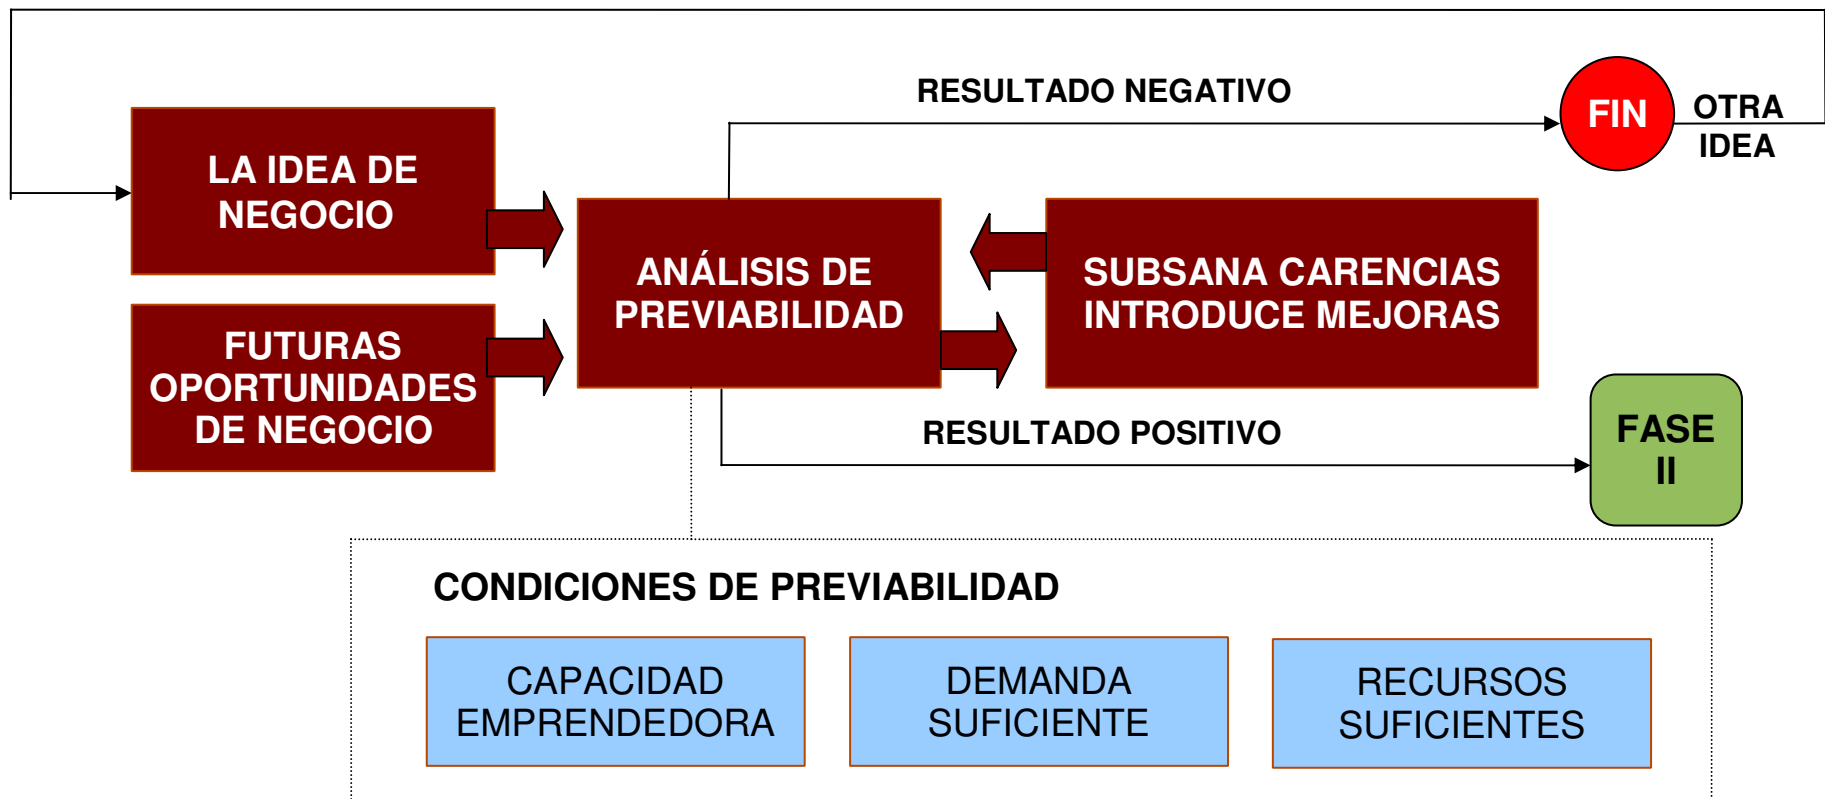 RESULTADO NEGATIVO
FIN
OTRA
IDEA
LA IDEA DE
NEGOCIO
ANÁLISIS DE
PREVIABILIDAD
SUBSANA CARENCIAS
INTRODUCE MEJORAS
FUTURAS
OPORTUNIDADES
DE NEGOCIO
RESULTADO POSITIVO
FASE
II
CONDICIONES DE PREVIABILIDAD
CAPACIDAD
EMPRENDEDORA
DEMANDA
SUFICIENTE
RECURSOS
SUFICIENTES